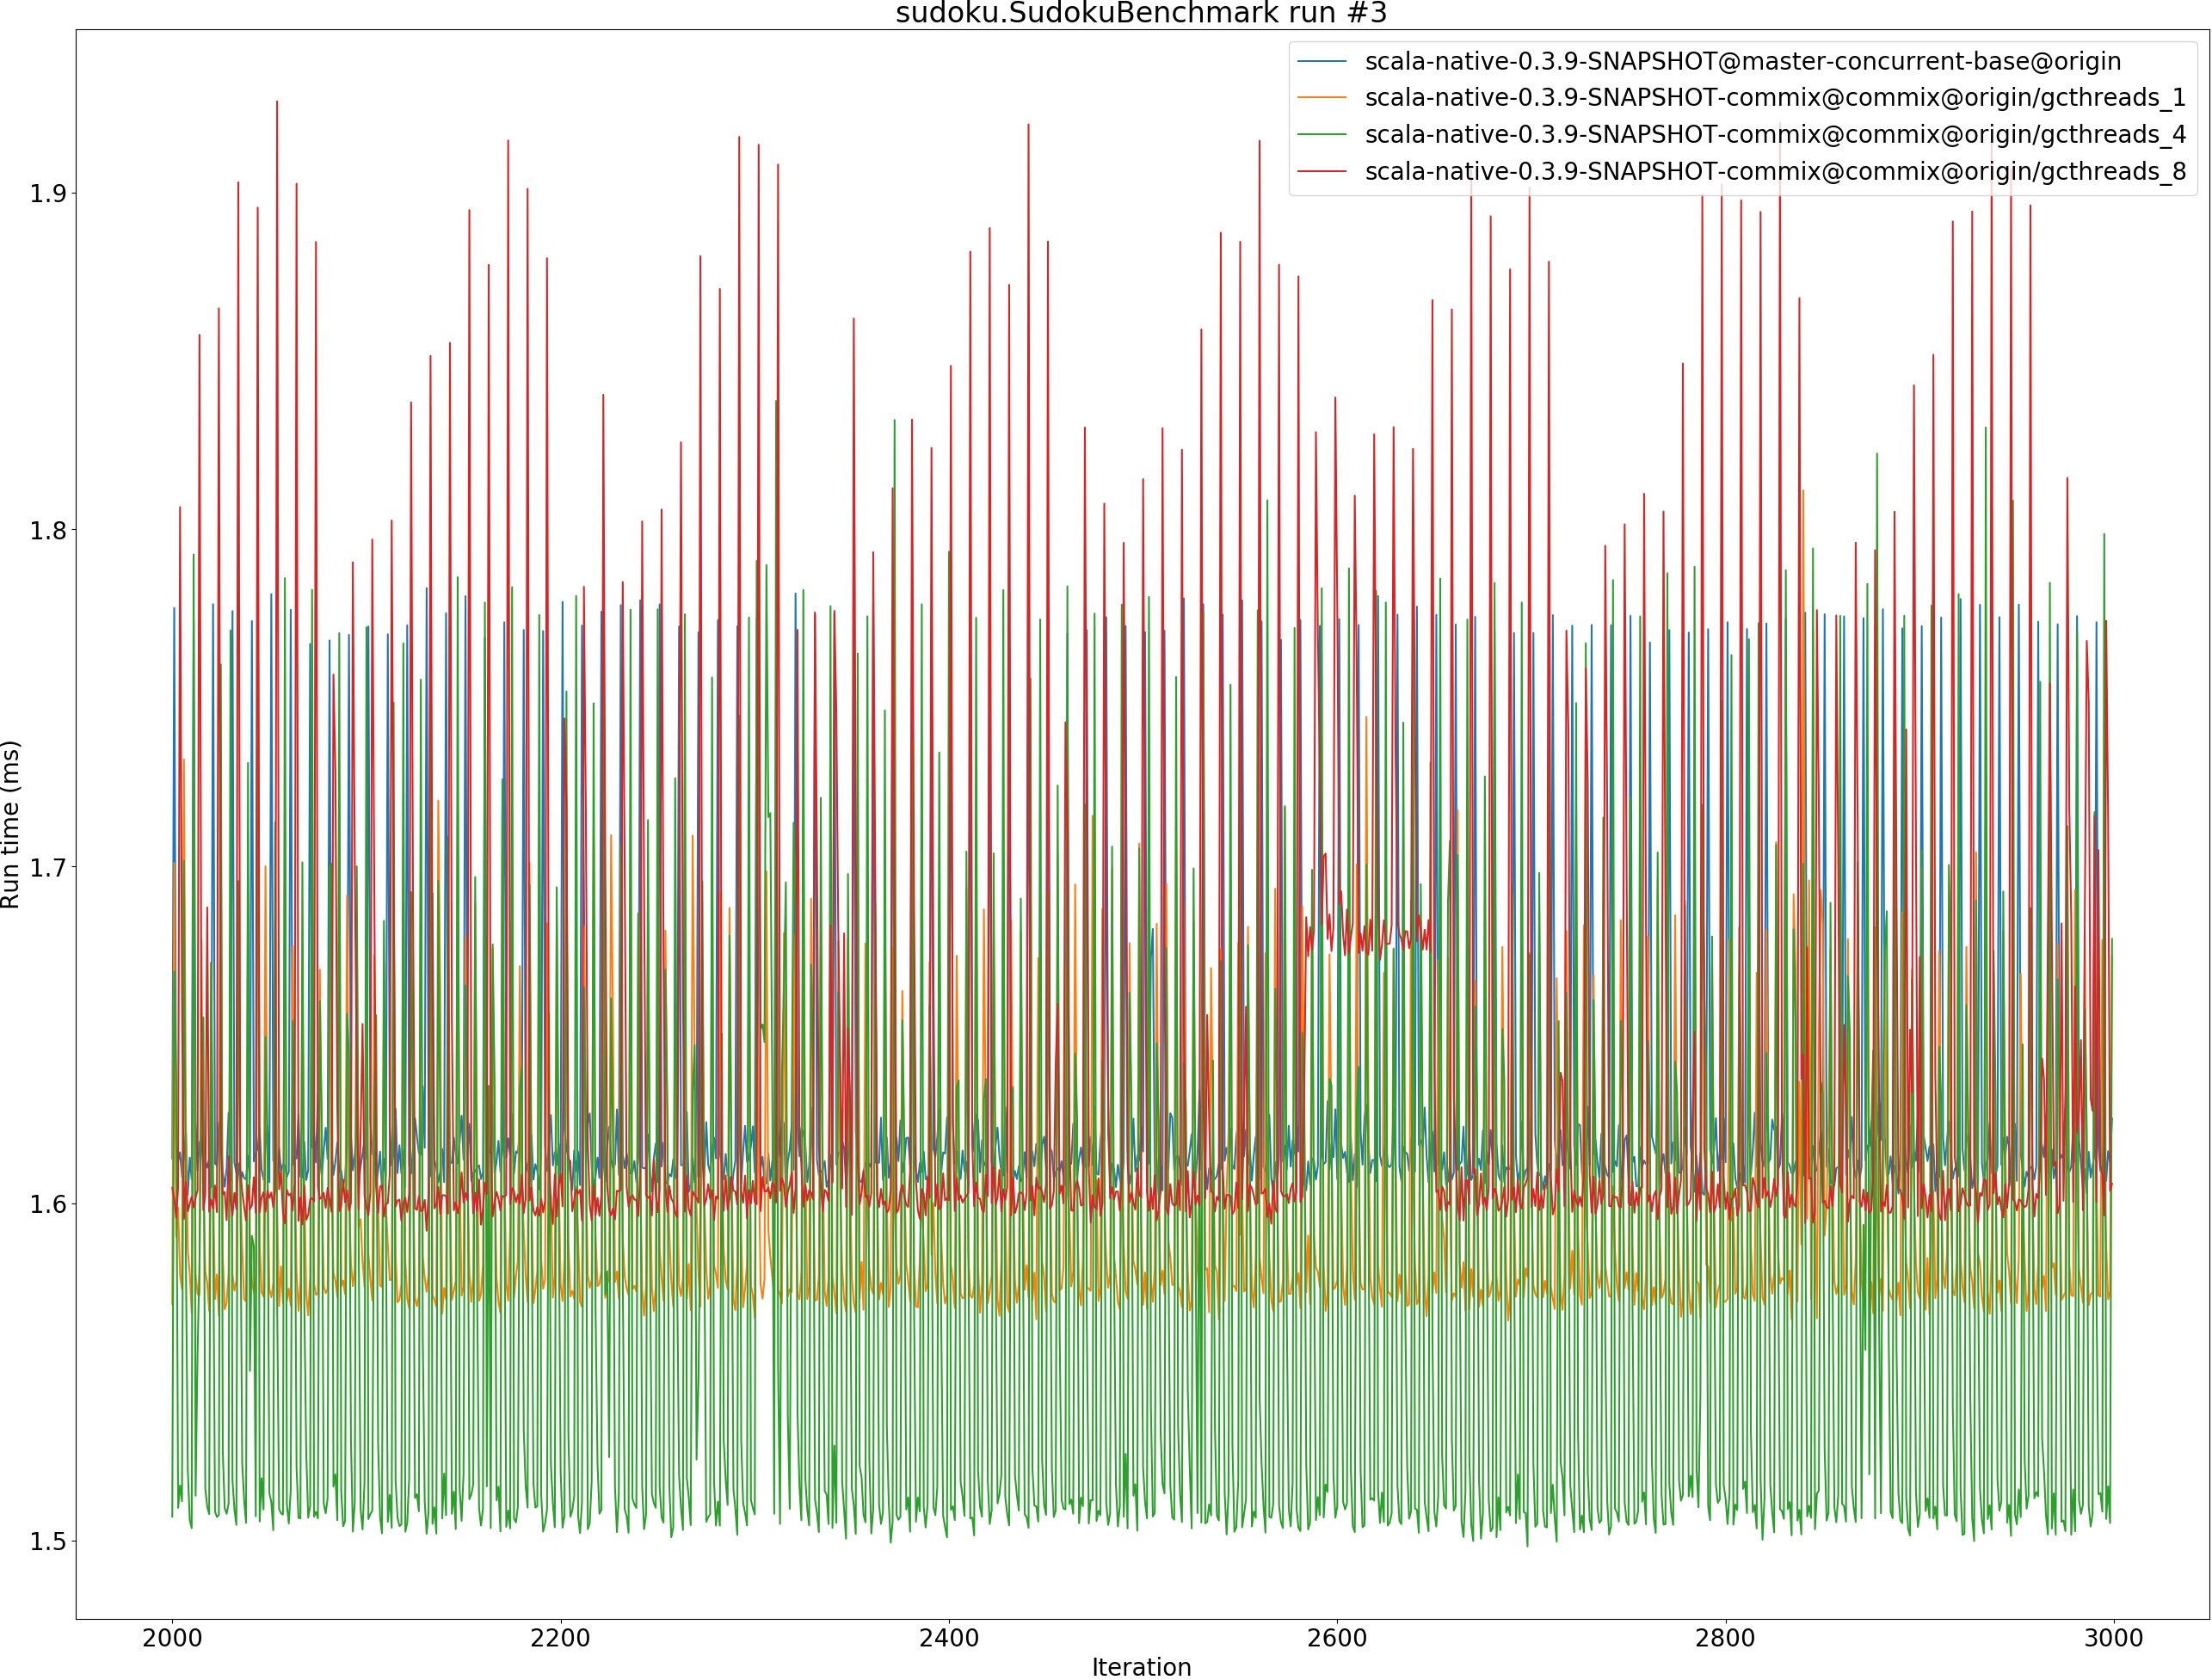 sudoku.SudokuBenchmark run #3
scala-native-0.3.9-SNAPSHOT@master-concurrent-base@origin
scala-native-0.3.9-SNAPSHOT-commix@commix@origin/gcthreads_1
scala-native-0.3.9-SNAPSHOT-commix@commix@origin/gcthreads_4
scala-native-0.3.9-SNAPSHOT-commix@commix@origin/gcthreads_8
Run time (ms)
1.9
1.8
1.7
1.6
1.5
2000 2200 2400 2600 2800 3000
Iteration